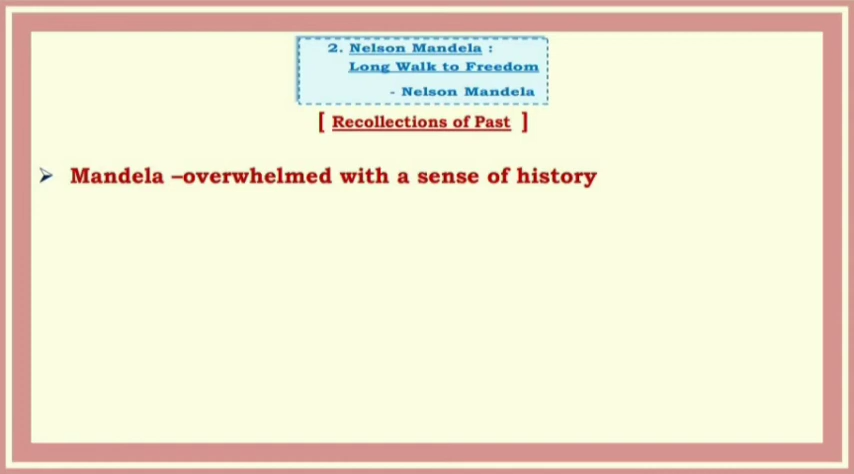 2. Nelson Mandela :
Long Walk to Freedom
- Nelson Mandela
[ Recollections of Past ]
➢ Mandela –overwhelmed with a sense of history